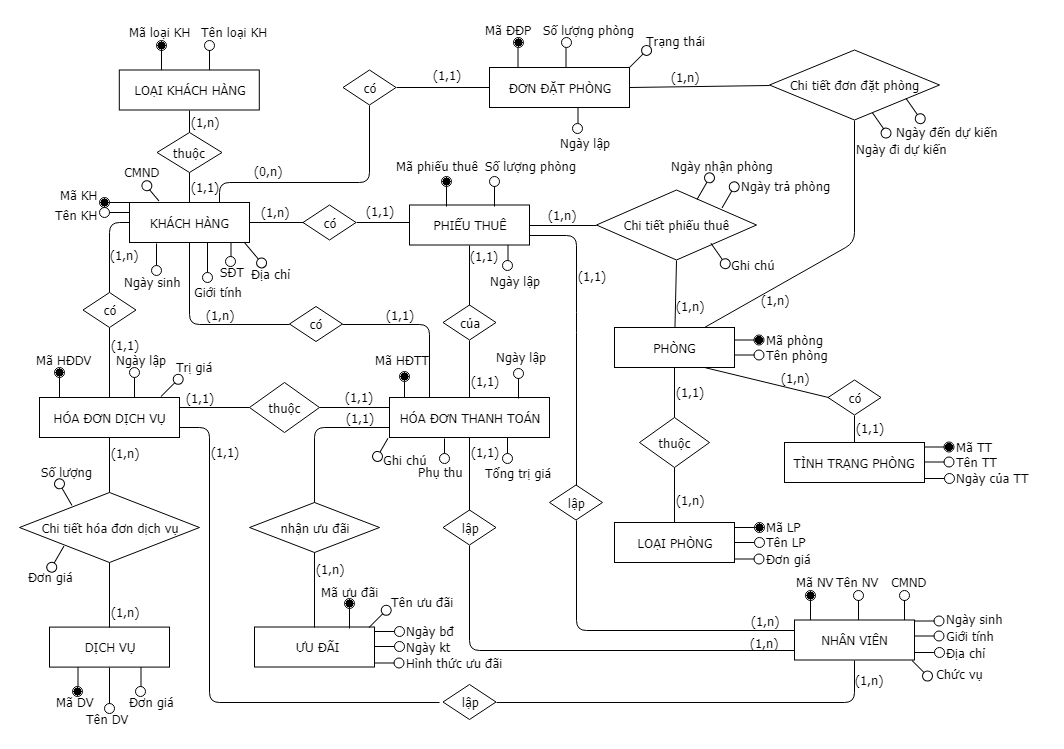 Mã loại KH
Tên loại KH
Mã ĐĐP
Số lượng phòng
Trạng thái
LOẠI KHÁCH HÀNG
có
(1,1)
ĐƠN ĐẶT PHÒNG
(1,n)
Chi tiết đơn đặt phòng
(1,n)
thuộc
Ngày lập
Ngày đến dự kiến
Ngày đi dự kiến
CMND
(0,n)
Mã phiếu thuê
Số lượng phòng
Ngày nhận phòng
Ngày trả phòng
Mã KH
(1,1)
Tên KH
KHÁCH HÀNG
(1,n)
có
(1,1)
PHIẾU THUÊ
(1,n)
Chi tiết phiếu thuê
(1,n)
(1,1)
Ghi chú
SĐT
Địa chỉ
Ngày sinh
Giới tính
Ngày lập
(1,1)
có
(1,n)
có
(1,1)
của
(1,n)
(1,n)
(1,1)
Mã phòng
PHÒNG
Tên phòng
Mã HĐDV
Ngày lập
Trị giá
Mã HĐTT
Ngày lập
(1,1)
(1,n)
(1,1)
có
(1,1)
HÓA ĐƠN DỊCH VỤ
(1,1)
thuộc
(1,1)
(1,1)
HÓA ĐƠN THANH TOÁN
(1,1)
thuộc
Mã TT
TÌNH TRẠNG PHÒNG
Tên TT
Ngày của TT
(1,n)
(1,1)
Ghi chú
(1,1)
Phụ thu
Tổng trị giá
Số lượng
(1,n)
lập
Chi tiết hóa đơn dịch vụ
nhận ưu đãi
lập
Mã LP
LOẠI PHÒNG
Tên LP
Đơn giá
Đơn giá
(1,n)
Mã ưu đãi
Tên ưu đãi
Mã NV
Tên NV
CMND
(1,n)
(1,n)
Ngày sinh
DỊCH VỤ
ƯU ĐÃI
Ngày bđ
Ngày kt
Hình thức ưu đãi
(1,n)
NHÂN VIÊN
Giới tính
Địa chỉ
Chức vụ
Mã DV
Tên DV
Đơn giá
lập
(1,n)